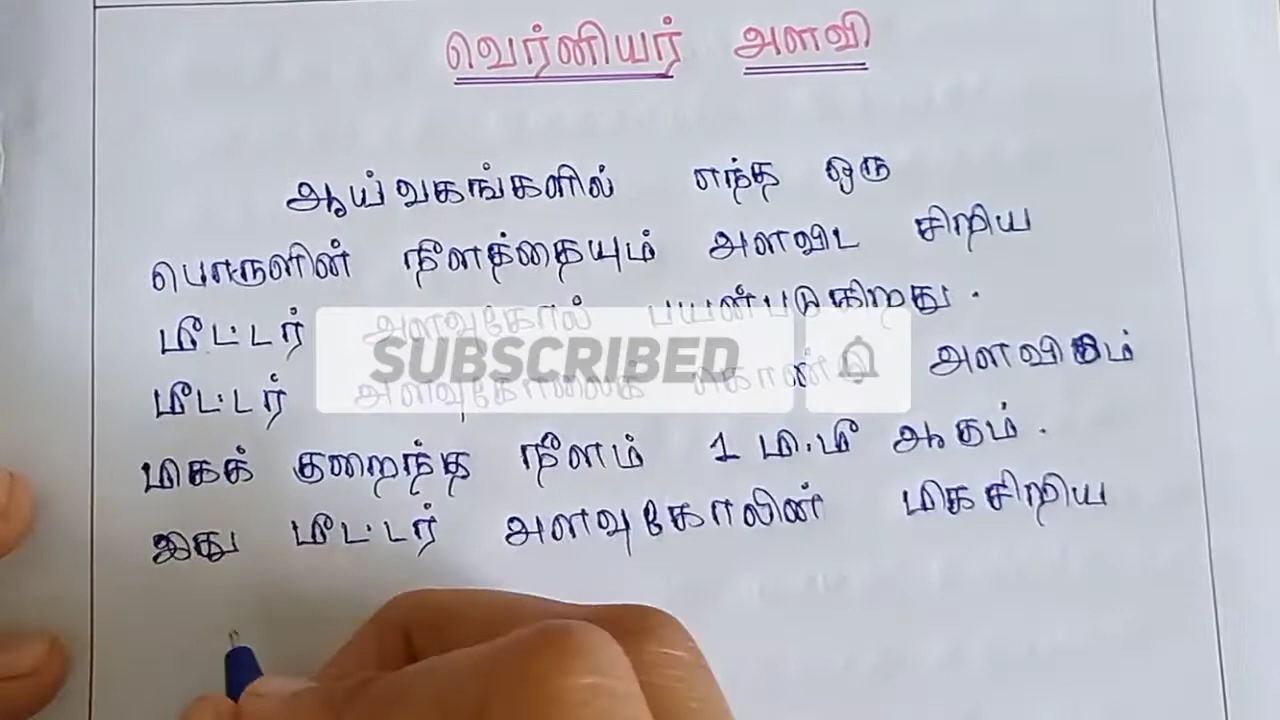 வெர்னியர் அளவி
ஆய்வகங்களில் எந்த ஒரு
பொருளின் நீளத்தையும் அளவிட சிறிய
மீட்டர் அளவுகோல் பயன்படுகிறது.
SUBSCRIBED
மீட்டர் அளவுகோலைக் கொண்டு அளவிடும்
மிகக் குறைந்த நீளம் 1 மி.மீ ஆகும்.
இது மீட்டர் அளவுகோலின் மிகசிறிய